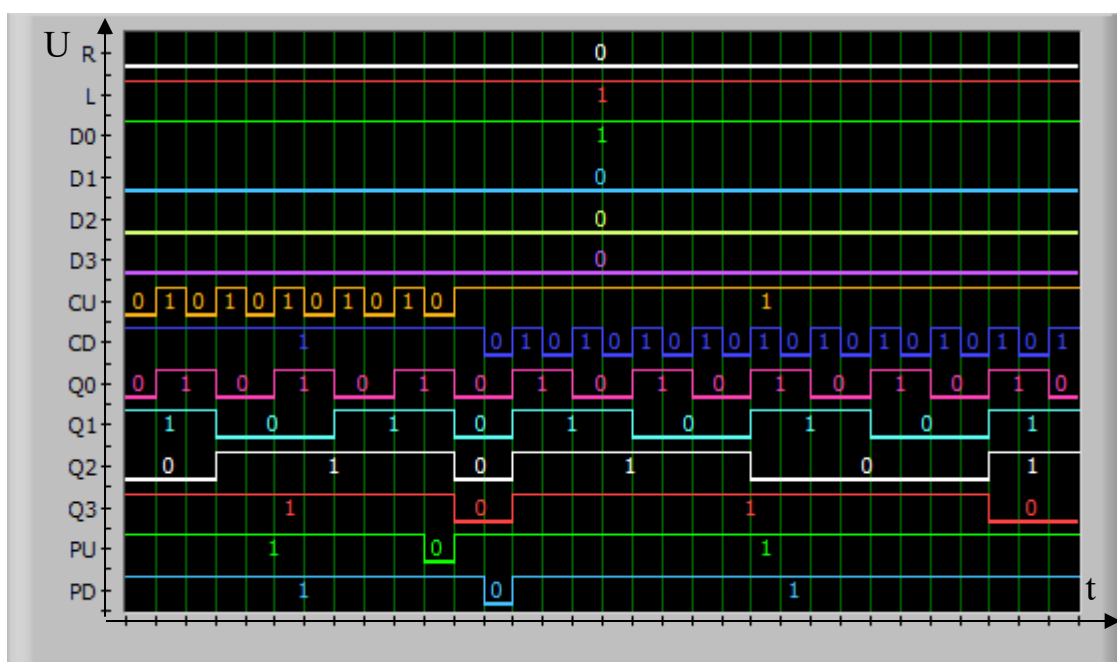 U
R 0
L 1
D0 1
D1 0
D2 0
D3 0
CU 0 1 0 1 0 1 0 1 0 1 0 1
CD 1 0 1 0 1 0 1 0 1 0 1 0 1 0 1 0 1 0 1 0 1
Q0 0 1 0 1 0 1 0 1 0 1 0 1 0 1 0 1 0
Q1 1 0 1 0 1 0 1 0 1
Q2 0 1 0 1 0 1
Q3 1 0 1 0
PU 1 0 1
PD 1 0 1
t